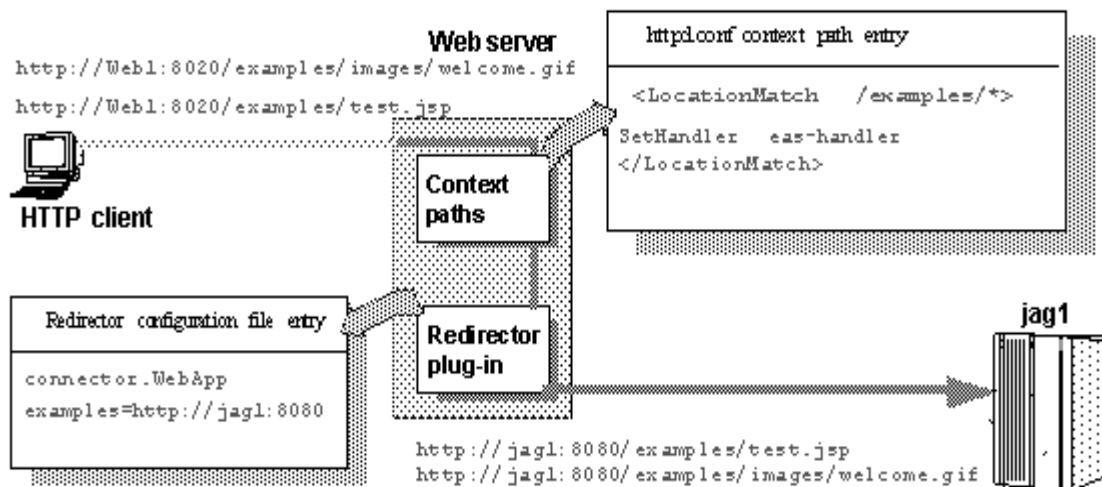 Web server
http://Web1:8020/examples/images/welcome.gif
http://Web1:8020/examples/test.jsp
HTTP client
httpd.conf context path entry
<LocationMatch /examples/*>
SetHandler eas-handler
</LocationMatch>
Context
paths
Redirector configuration file entry
connector.WebApp
examples=http://jag1:8080
Redirector
plug-in
jag1
http://jag1:8080/examples/test.jsp
http://jag1:8080/examples/images/welcome.gif